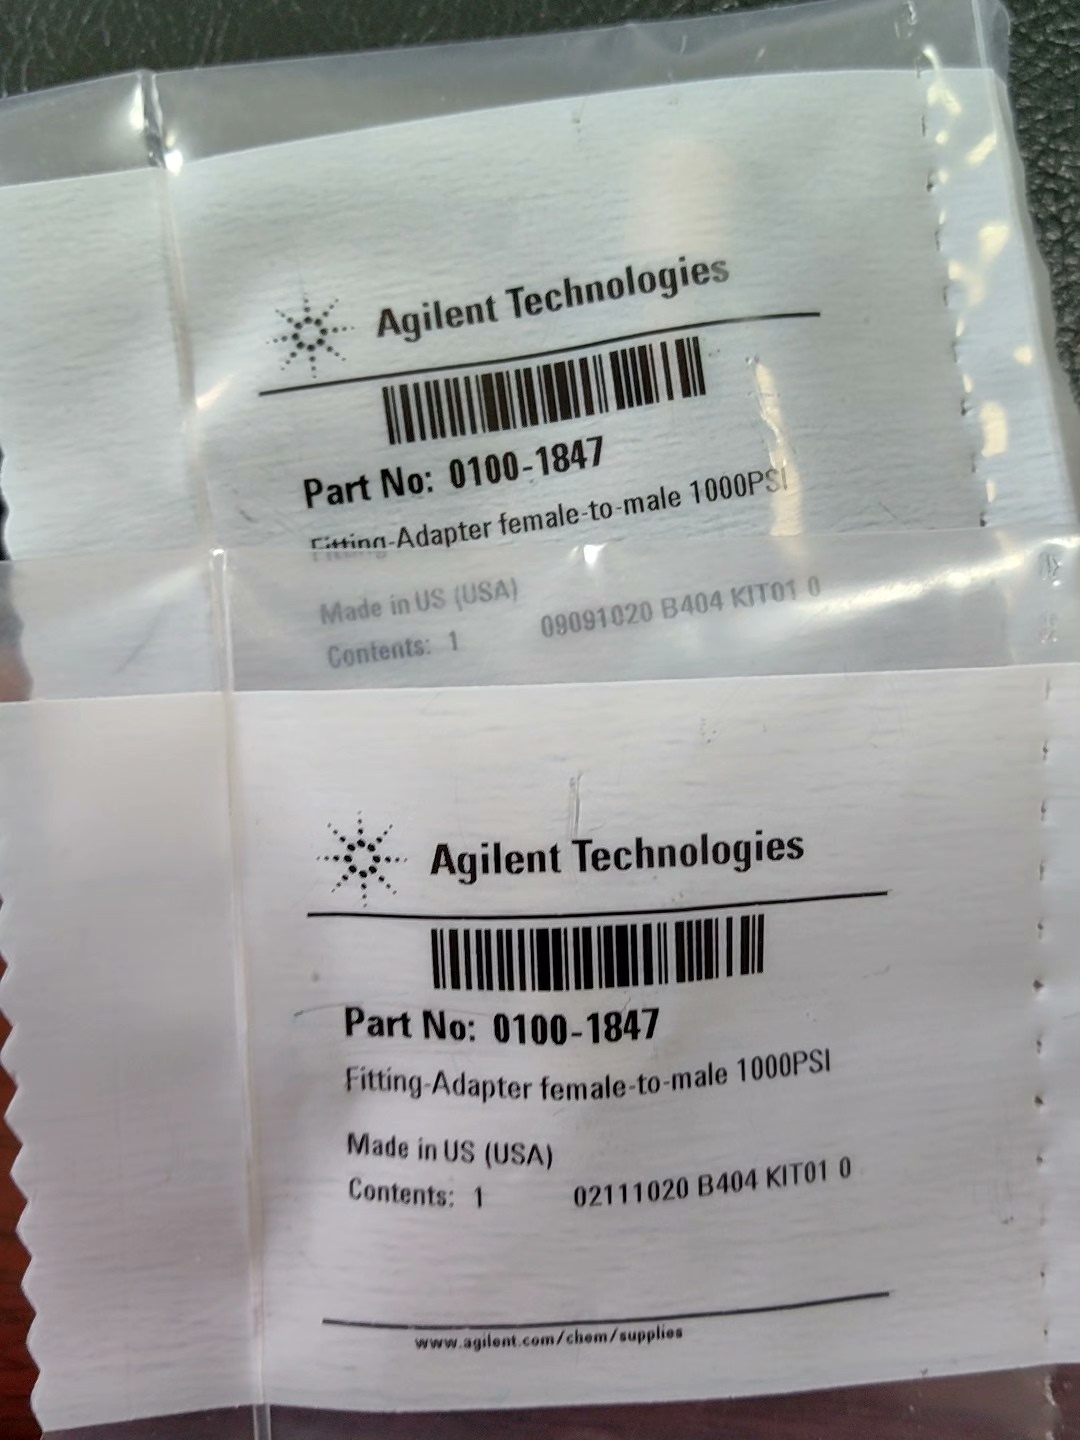 Agilent Technologies
Part No: 0100-1847
Fitting-Adapter female-to-male 1000PSI
Made in US (USA)
Contents: 1 09091020 B404 KIT01 0
Agilent Technologies
Part No: 0100-1847
Fitting-Adapter female-to-male 1000PSI
Made in US (USA)
Contents: 1 02111020 B404 KIT01 0
www.agilent.com/chem/supplies